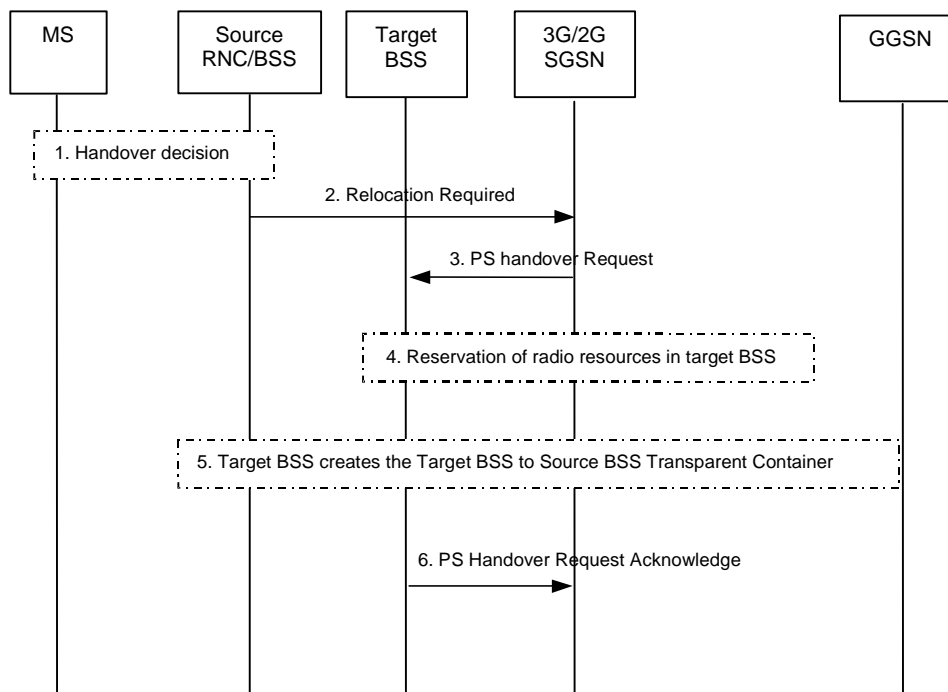 MS
Source
RNC/BSS
Target
BSS
3G/2G
SGSN
GGSN
1. Handover decision
2. Relocation Required
3. PS handover Request
4. Reservation of radio resources in target BSS
5. Target BSS creates the Target BSS to Source BSS Transparent Container
6. PS Handover Request Acknowledge